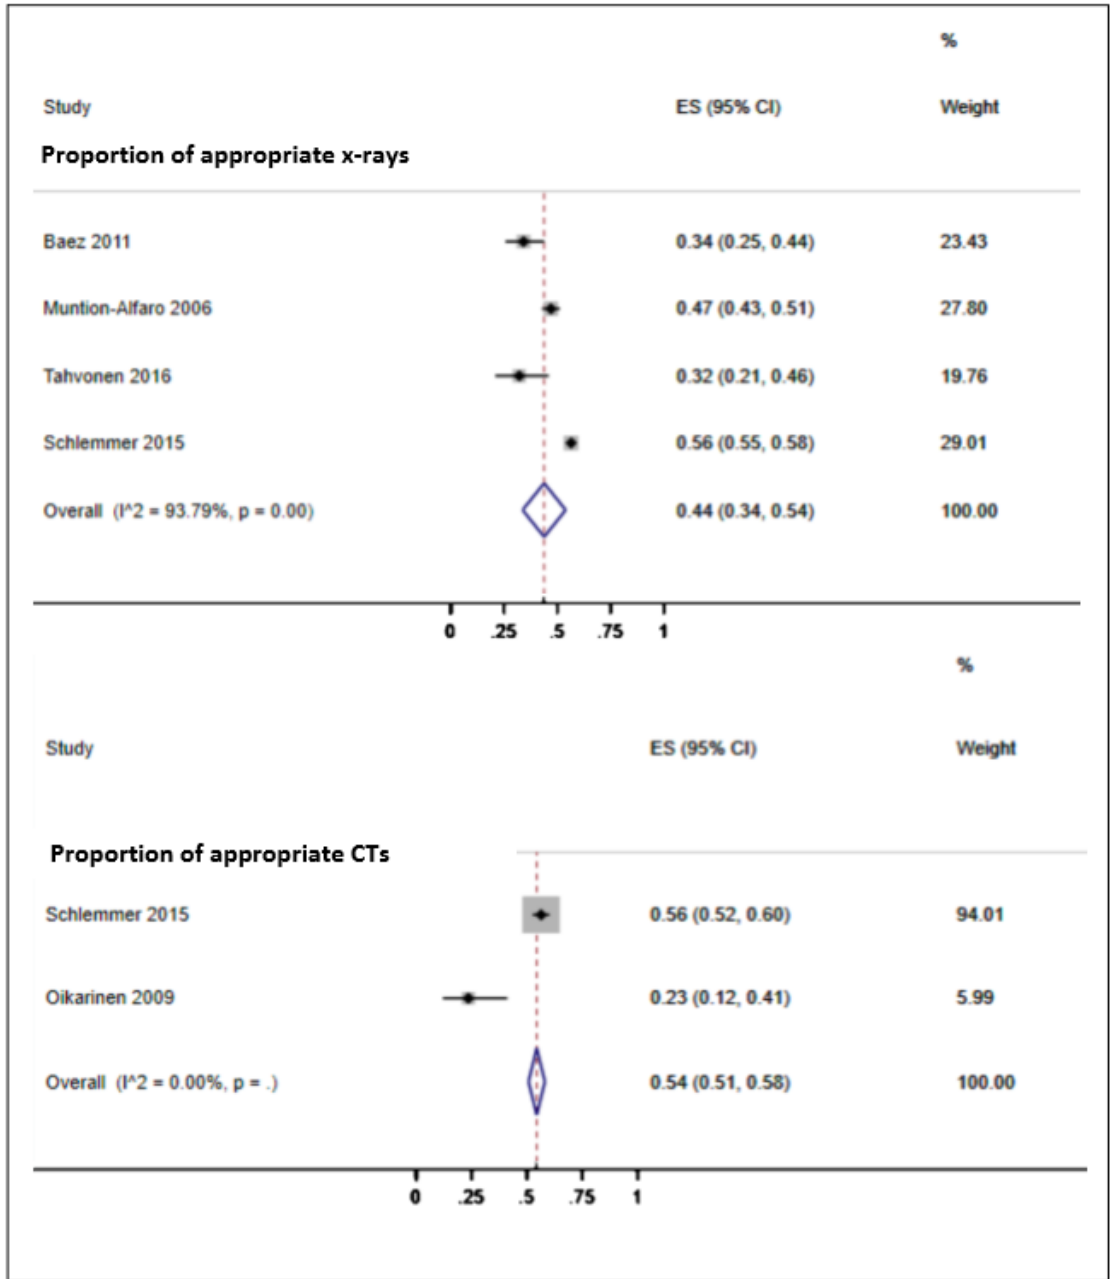 %
Study ES (95% CI) Weight
Proportion of appropriate x-rays
Baez 2011 0.34 (0.25, 0.44) 23.43
Muntion-Alfaro 2006 0.47 (0.43, 0.51) 27.80
Tahvonen 2016 0.32 (0.21, 0.46) 19.76
Schlemmer 2015 0.56 (0.55, 0.58) 29.01
Overall (I^2 = 93.79%, p = 0.00) 0.44 (0.34, 0.54) 100.00
0 .25 .5 .75 1
%
Study ES (95% CI) Weight
Proportion of appropriate CTs
Schlemmer 2015 0.56 (0.52, 0.60) 94.01
Oikarinen 2009 0.23 (0.12, 0.41) 5.99
Overall (I^2 = 0.00%, p = .) 0.54 (0.51, 0.58) 100.00
0 .25 .5 .75 1